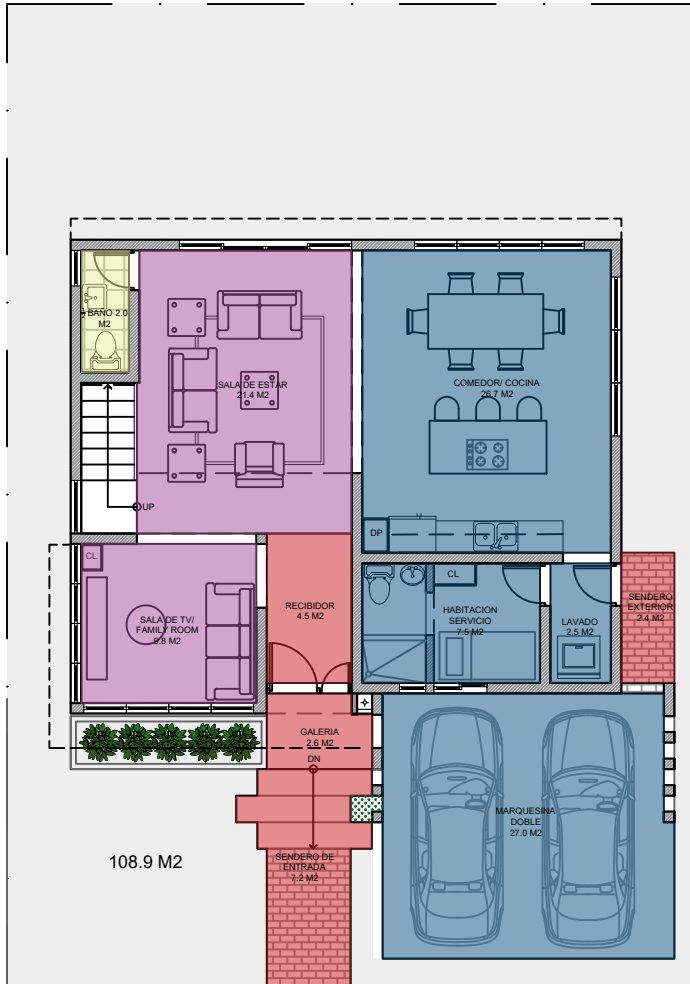 BAÑO 2.0
M2
SALA DE ESTAR
21.4 M2
COMEDOR/ COCINA
26.7 M2
UP
DP
CL
CL
SALA DE TV/
FAMILY ROOM
9.8 M2
RECIBIDOR
4.5 M2
HABITACION
SERVICIO
7.5 M2
LAVADO
2.5 M2
SENDERO
EXTERIOR
2.4 M2
GALERIA
2.6 M2
DN
MARQUESINA
DOBLE
27.0 M2
SENDERO DE
ENTRADA
7.2 M2
108.9 M2